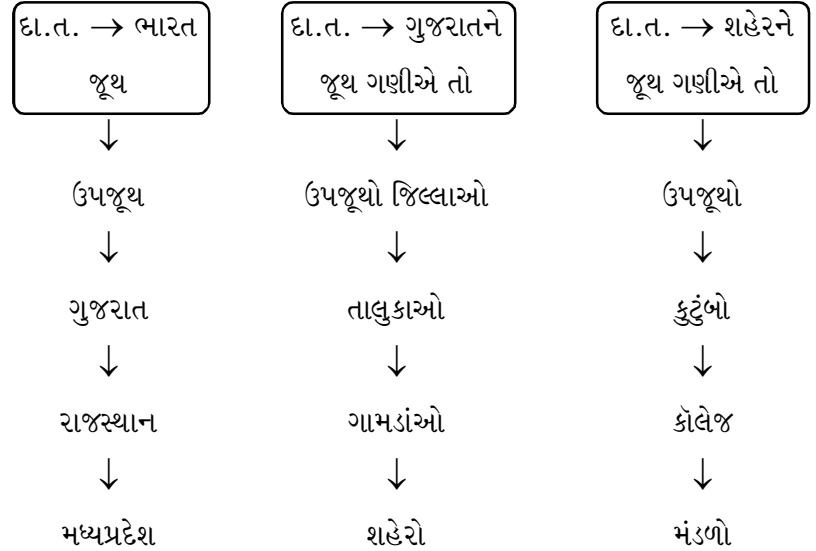 દા.ત. → ભારત
જૂથ
↓
ઉપજૂથ
↓
ગુજરાત
↓
રાજસ્થાન
↓
મધ્યપ્રદેશ
દા.ત. → ગુજરાતને
જૂથ ગણીએ તો
↓
ઉપજૂથો જિલ્લાઓ
↓
તાલુકાઓ
↓
ગામડાંઓ
↓
શહેરો
દા.ત. → શહેરને
જૂથ ગણીએ તો
↓
ઉપજૂથો
↓
કુટુંબો
↓
કૉલેજ
↓
મંડળો